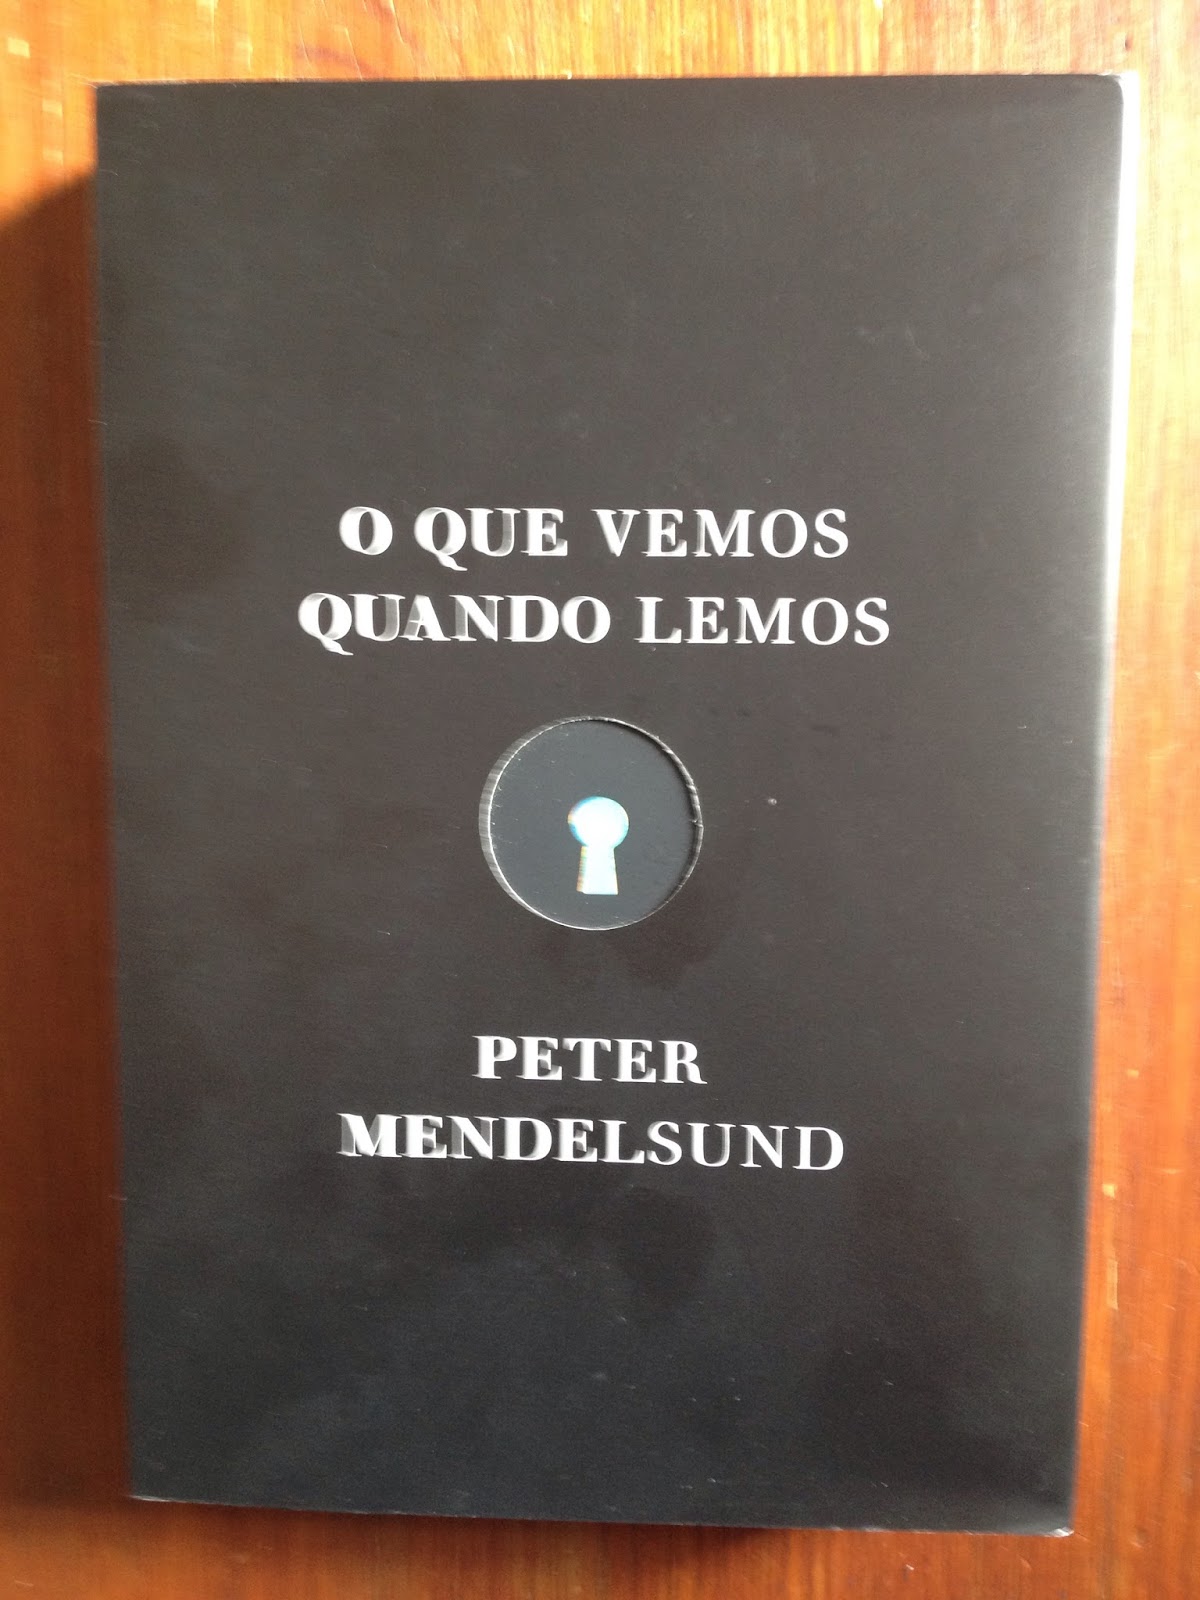 O QUE VEMOS
QUANDO LEMOS
PETER
MENDELSUND